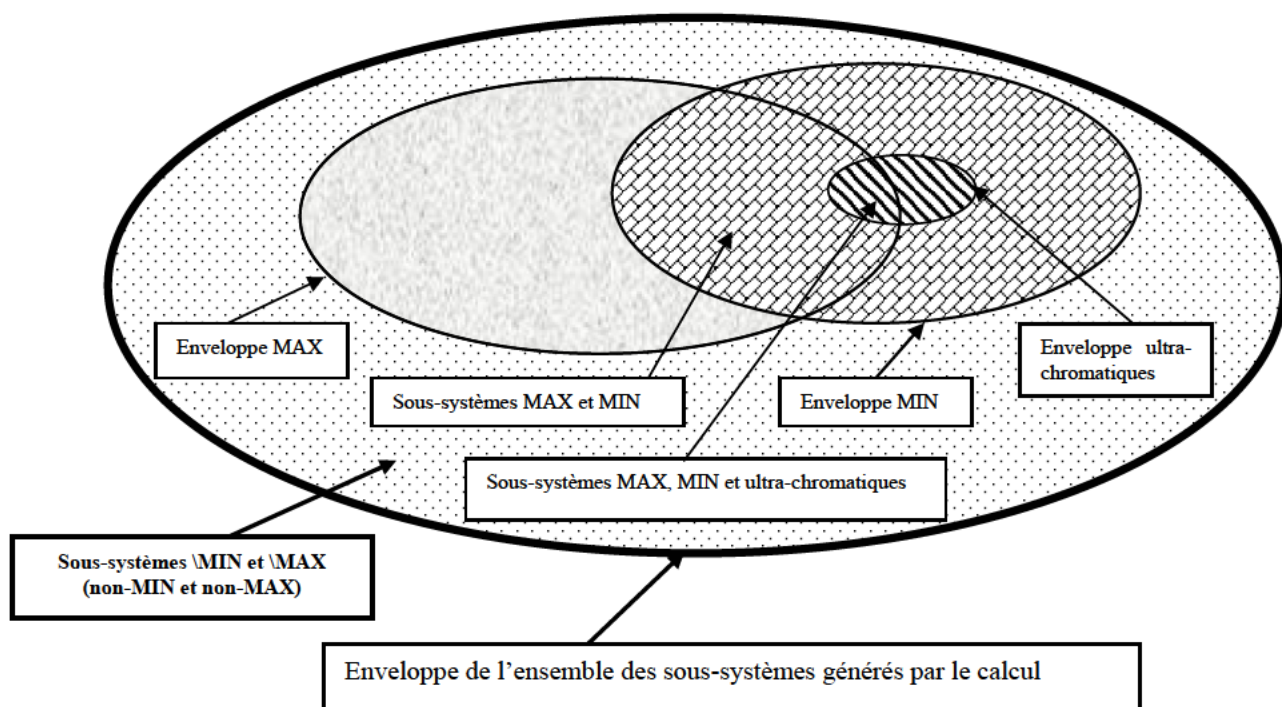 Enveloppe MAX
Enveloppe ultra-
chromatiques
Sous-systèmes MAX et MIN
Enveloppe MIN
Sous-systèmes MAX, MIN et ultra-chromatiques
Sous-systèmes \MIN et \MAX
(non-MIN et non-MAX)
Enveloppe de l’ensemble des sous-systèmes générés par le calcul